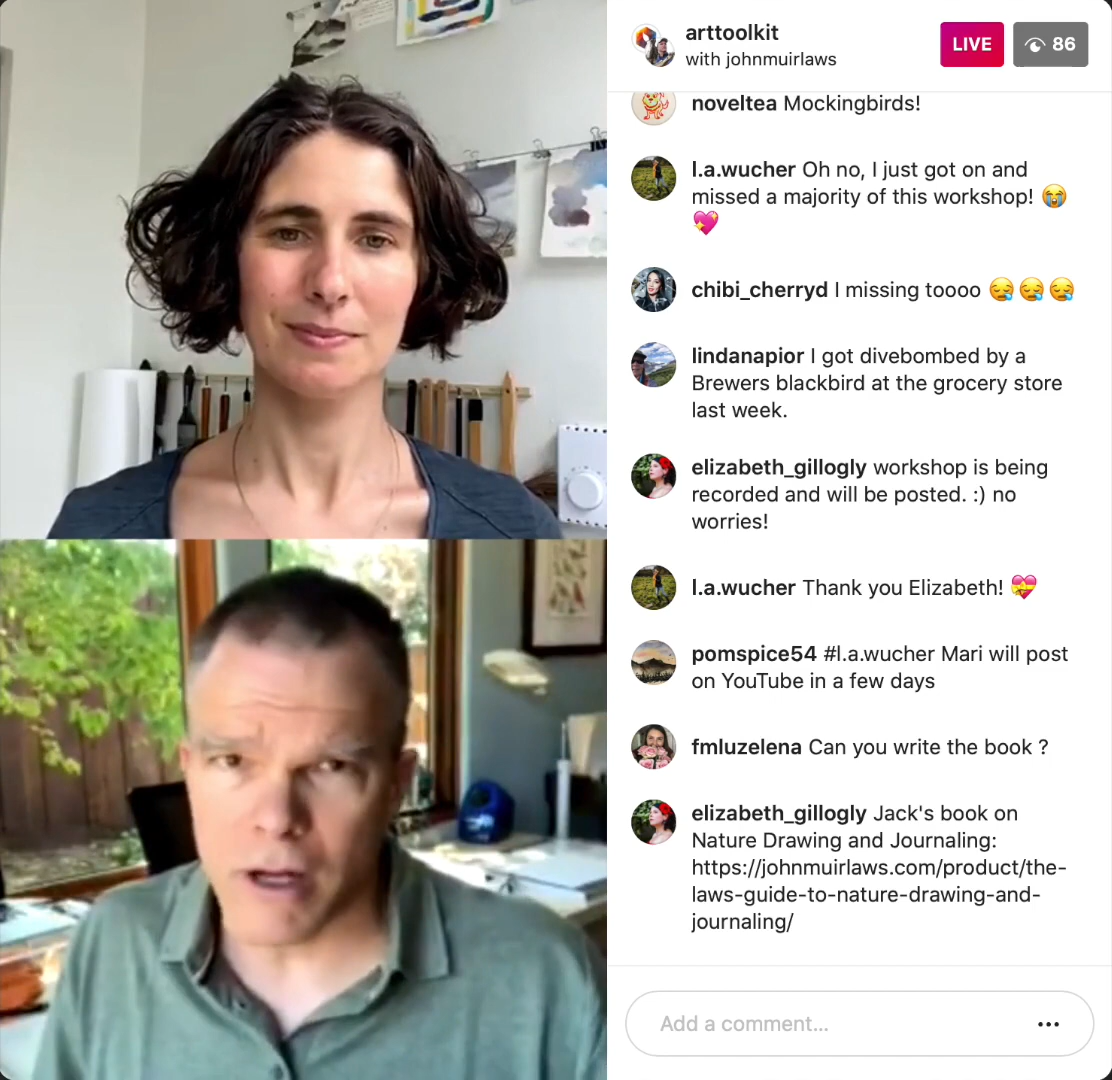 arttoolkit
with johnmuirlaws
LIVE
86
noveltea Mockingbirds!
l.a.wucher Oh no, I just got on and
missed a majority of this workshop! 😭
💖
chibi_cherryd I missing toooo 😪😪😪
lindanapior I got divebombed by a
Brewers blackbird at the grocery store
last week.
elizabeth_gillogly workshop is being
recorded and will be posted. :) no
worries!
l.a.wucher Thank you Elizabeth! 💝
pomspice54 #l.a.wucher Mari will post
on YouTube in a few days
fmluzelena Can you write the book ?
elizabeth_gillogly Jack's book on
Nature Drawing and Journaling:
https://johnmuirlaws.com/product/the-
laws-guide-to-nature-drawing-and-
journaling/
Add a comment...